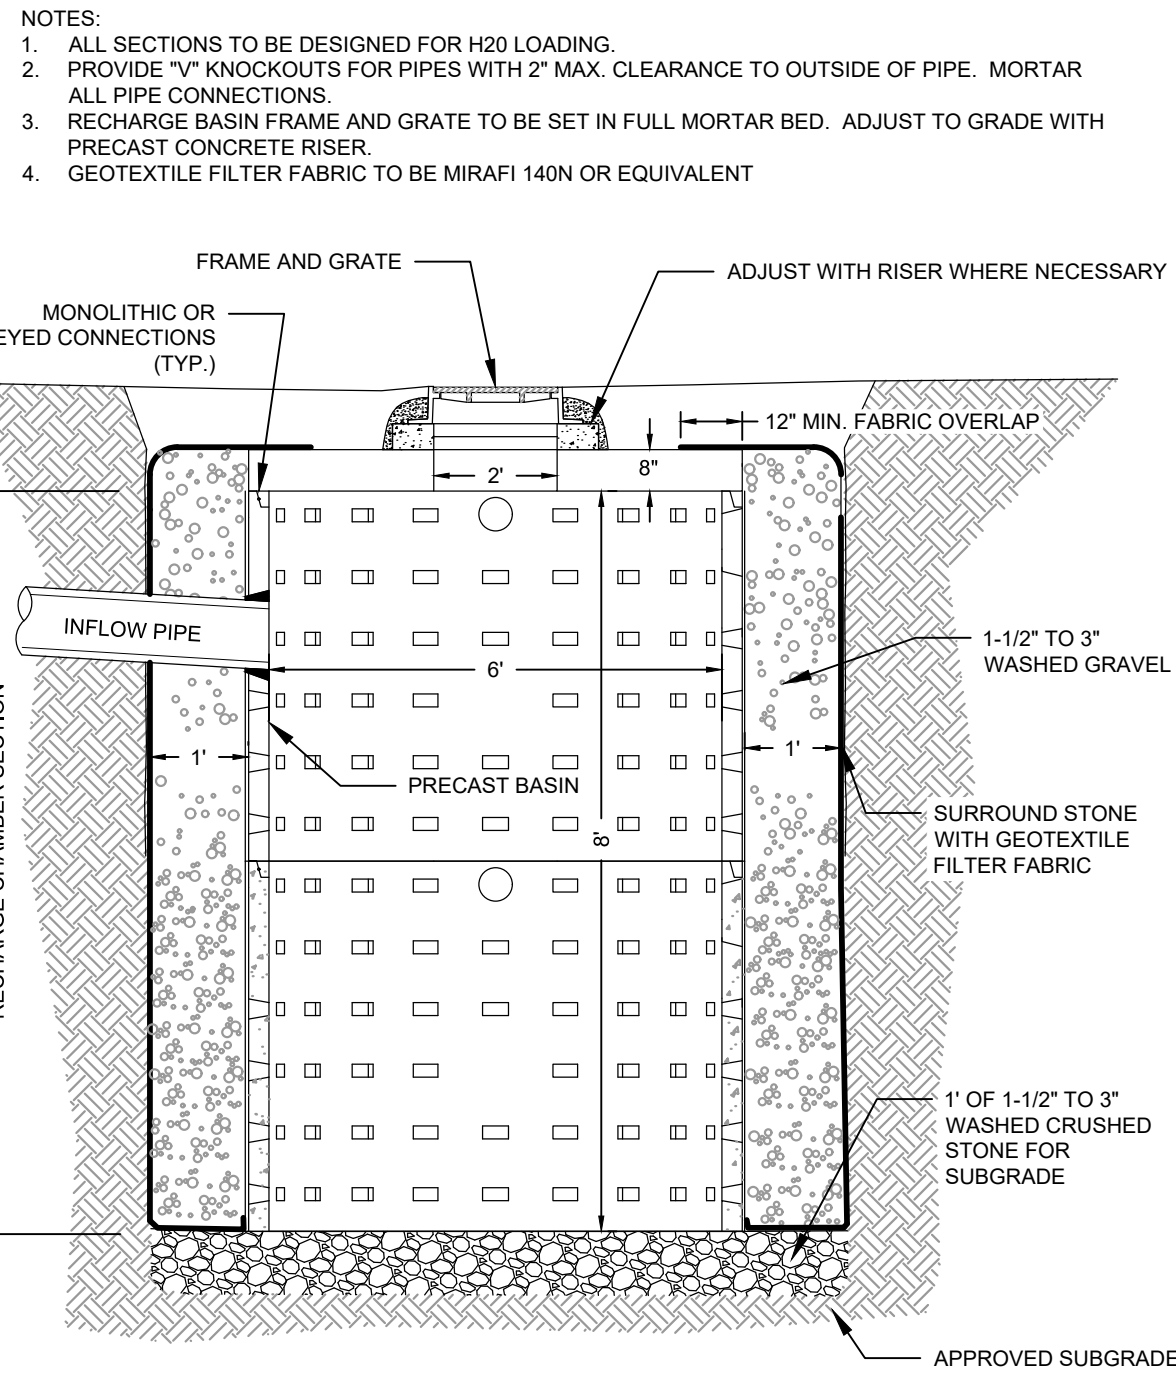 NOTES:
1. ALL SECTIONS TO BE DESIGNED FOR H20 LOADING.
2. PROVIDE "V" KNOCKOUTS FOR PIPES WITH 2" MAX. CLEARANCE TO OUTSIDE OF PIPE. MORTAR
ALL PIPE CONNECTIONS.
3. RECHARGE BASIN FRAME AND GRATE TO BE SET IN FULL MORTAR BED. ADJUST TO GRADE WITH
PRECAST CONCRETE RISER.
4. GEOTEXTILE FILTER FABRIC TO BE MIRAFI 140N OR EQUIVALENT
FRAME AND GRATE
ADJUST WITH RISER WHERE NECESSARY
MONOLITHIC OR
EYED CONNECTIONS
(TYP.)
12" MIN. FABRIC OVERLAP
2'
8"
INFLOW PIPE
6'
1-1/2" TO 3"
WASHED GRAVEL
1'
1'
PRECAST BASIN
8'
SURROUND STONE
WITH GEOTEXTILE
FILTER FABRIC
1' OF 1-1/2" TO 3"
WASHED CRUSHED
STONE FOR
SUBGRADE
APPROVED SUBGRADE